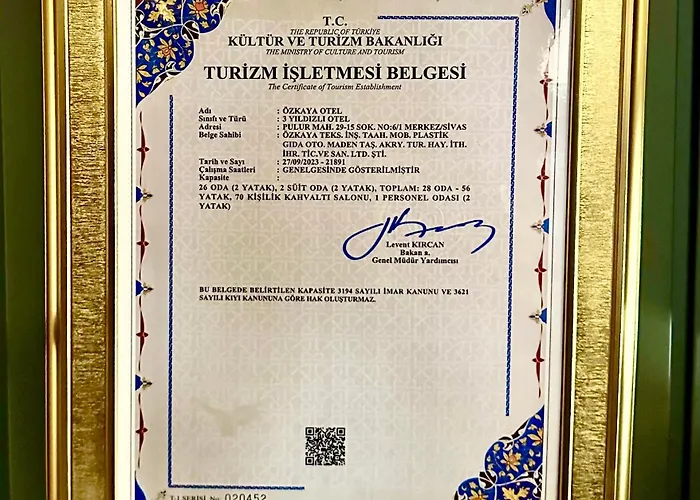 T.C.
THE REPUBLIC OF TÜRKİYE
KÜLTÜR VE TURİZM BAKANLIĞI
THE MINISTRY OF CULTURE AND TOURISM
TURİZM İŞLETMESİ BELGESİ
The Certificate of Tourism Establishment
Adı : ÖZKAYA OTEL
Sınıfı ve Türü : 3 YILDIZLI OTEL
Adresi : PULUR MAH. 29-15 SOK. NO:6/1 MERKEZ/SİVAS
Belge Sahibi : ÖZKAYA TEKS. İNŞ. TAAH. MOB. PLASTİK
GIDA OTO. MADEN TAŞ. AKRY. TUR. HAY. İTH.
İHR. TİC.VE SAN. LTD. ŞTİ.
Tarih ve Sayı : 27/09/2023 - 21891
Çalışma Saatleri : GENELGESİNDE GÖSTERİLMİŞTİR
Kapasite :
26 ODA (2 YATAK), 2 SÜİT ODA (2 YATAK), TOPLAM: 28 ODA - 56
YATAK, 70 KİŞİLİK KAHVALTI SALONU, 1 PERSONEL ODASI (2
YATAK)
Levent KIRCAN
Bakan a.
Genel Müdür Yardımcısı
BU BELGEDE BELİRTİLEN KAPASİTE 3194 SAYILI İMAR KANUNU VE 3621
SAYILI KIYI KANUNUNA GÖRE HAK OLUŞTURMAZ.
T-I SERİSİ No 020452